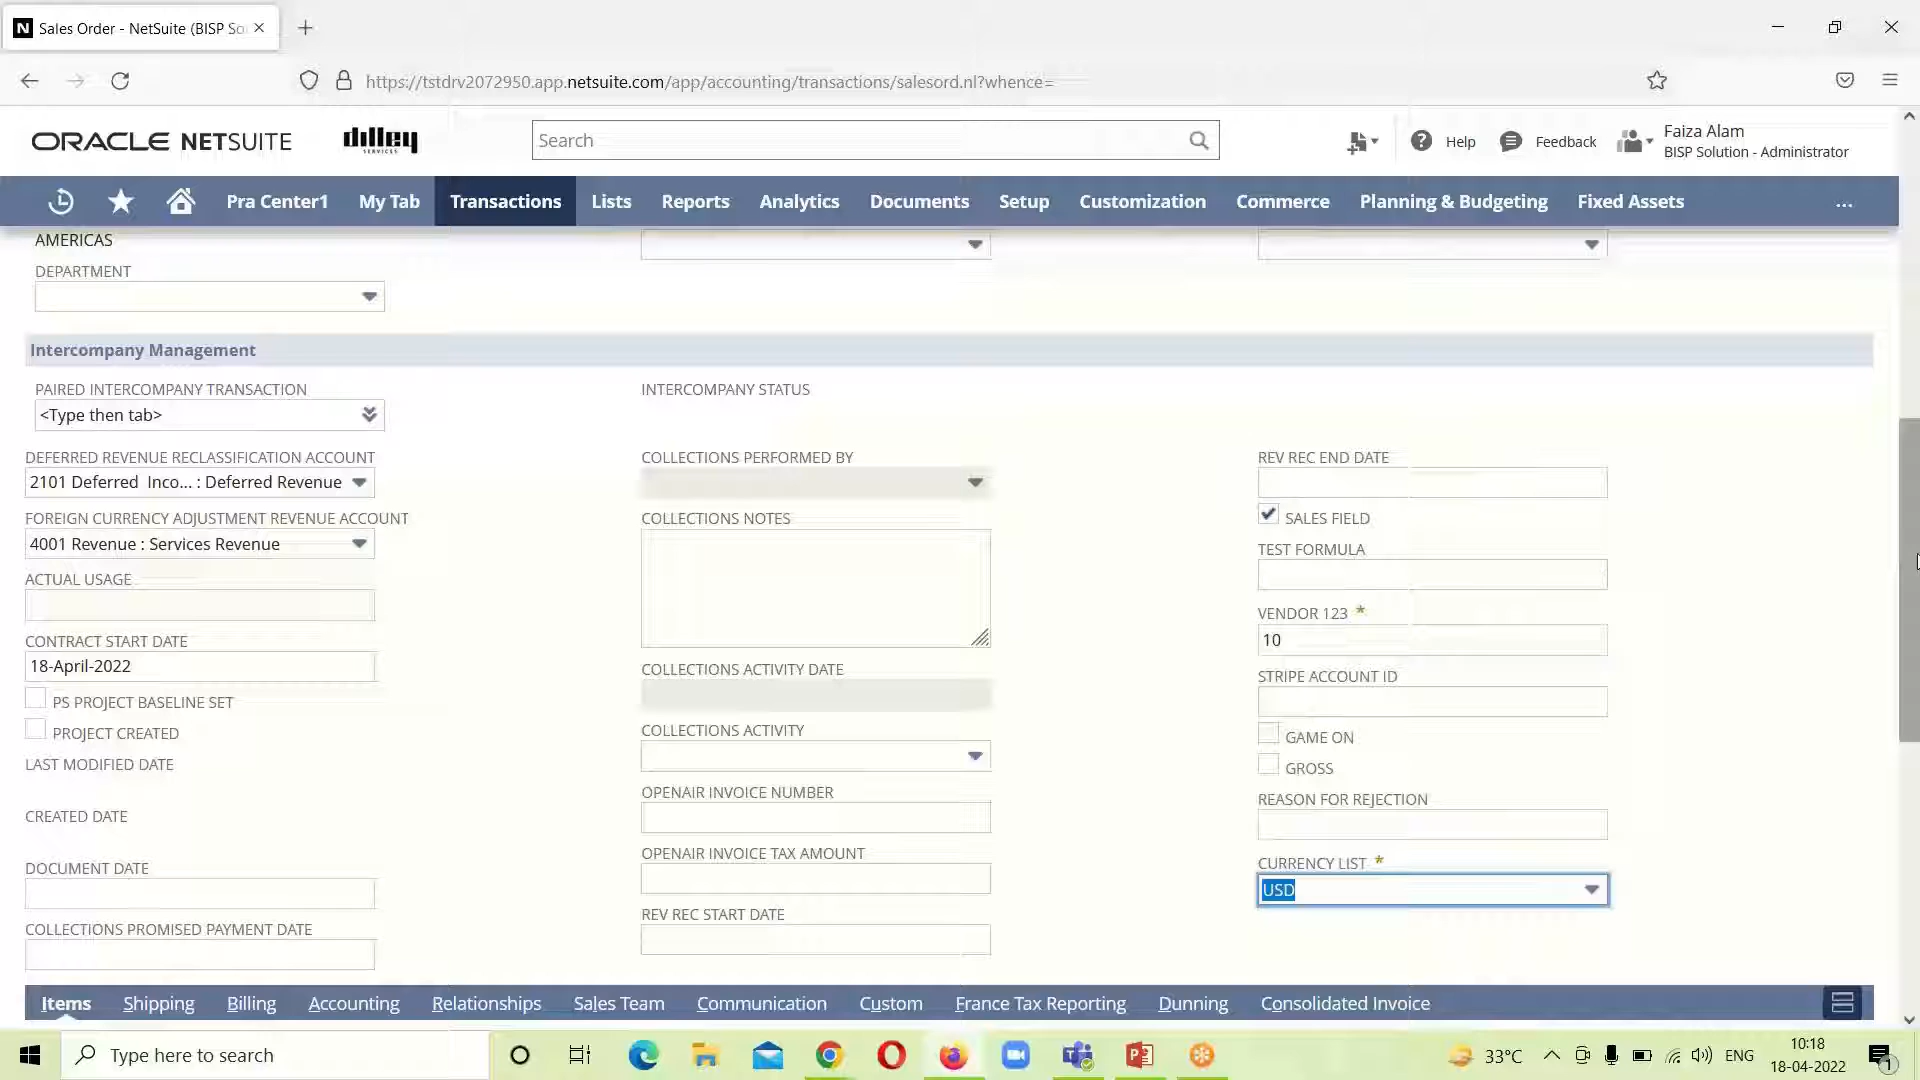 Sales Order - NetSuite (BISP So
https://tstdrv2072950.app.netsuite.com/app/accounting/transactions/salesord.nl?whence=
ORACLE NETSUITE
dilley
SERVICES
Search
Help
Feedback
Faiza Alam
BISP Solution - Administrator
Pra Center1 My Tab Transactions Lists Reports Analytics Documents Setup Customization Commerce Planning & Budgeting Fixed Assets ...
AMERICAS
DEPARTMENT
Intercompany Management
PAIRED INTERCOMPANY TRANSACTION
<Type then tab>
INTERCOMPANY STATUS
DEFERRED REVENUE RECLASSIFICATION ACCOUNT
2101 Deferred Inco... : Deferred Revenue
FOREIGN CURRENCY ADJUSTMENT REVENUE ACCOUNT
4001 Revenue : Services Revenue
ACTUAL USAGE
CONTRACT START DATE
18-April-2022
PS PROJECT BASELINE SET
PROJECT CREATED
LAST MODIFIED DATE
CREATED DATE
DOCUMENT DATE
COLLECTIONS PROMISED PAYMENT DATE
COLLECTIONS PERFORMED BY
COLLECTIONS NOTES
COLLECTIONS ACTIVITY DATE
COLLECTIONS ACTIVITY
OPENAIR INVOICE NUMBER
OPENAIR INVOICE TAX AMOUNT
REV REC START DATE
REV REC END DATE
SALES FIELD
TEST FORMULA
VENDOR 123 *
10
STRIPE ACCOUNT ID
GAME ON
GROSS
REASON FOR REJECTION
CURRENCY LIST *
USD
Items Shipping Billing Accounting Relationships Sales Team Communication Custom France Tax Reporting Dunning Consolidated Invoice
Type here to search
33°C
ENG
10:18
18-04-2022
1